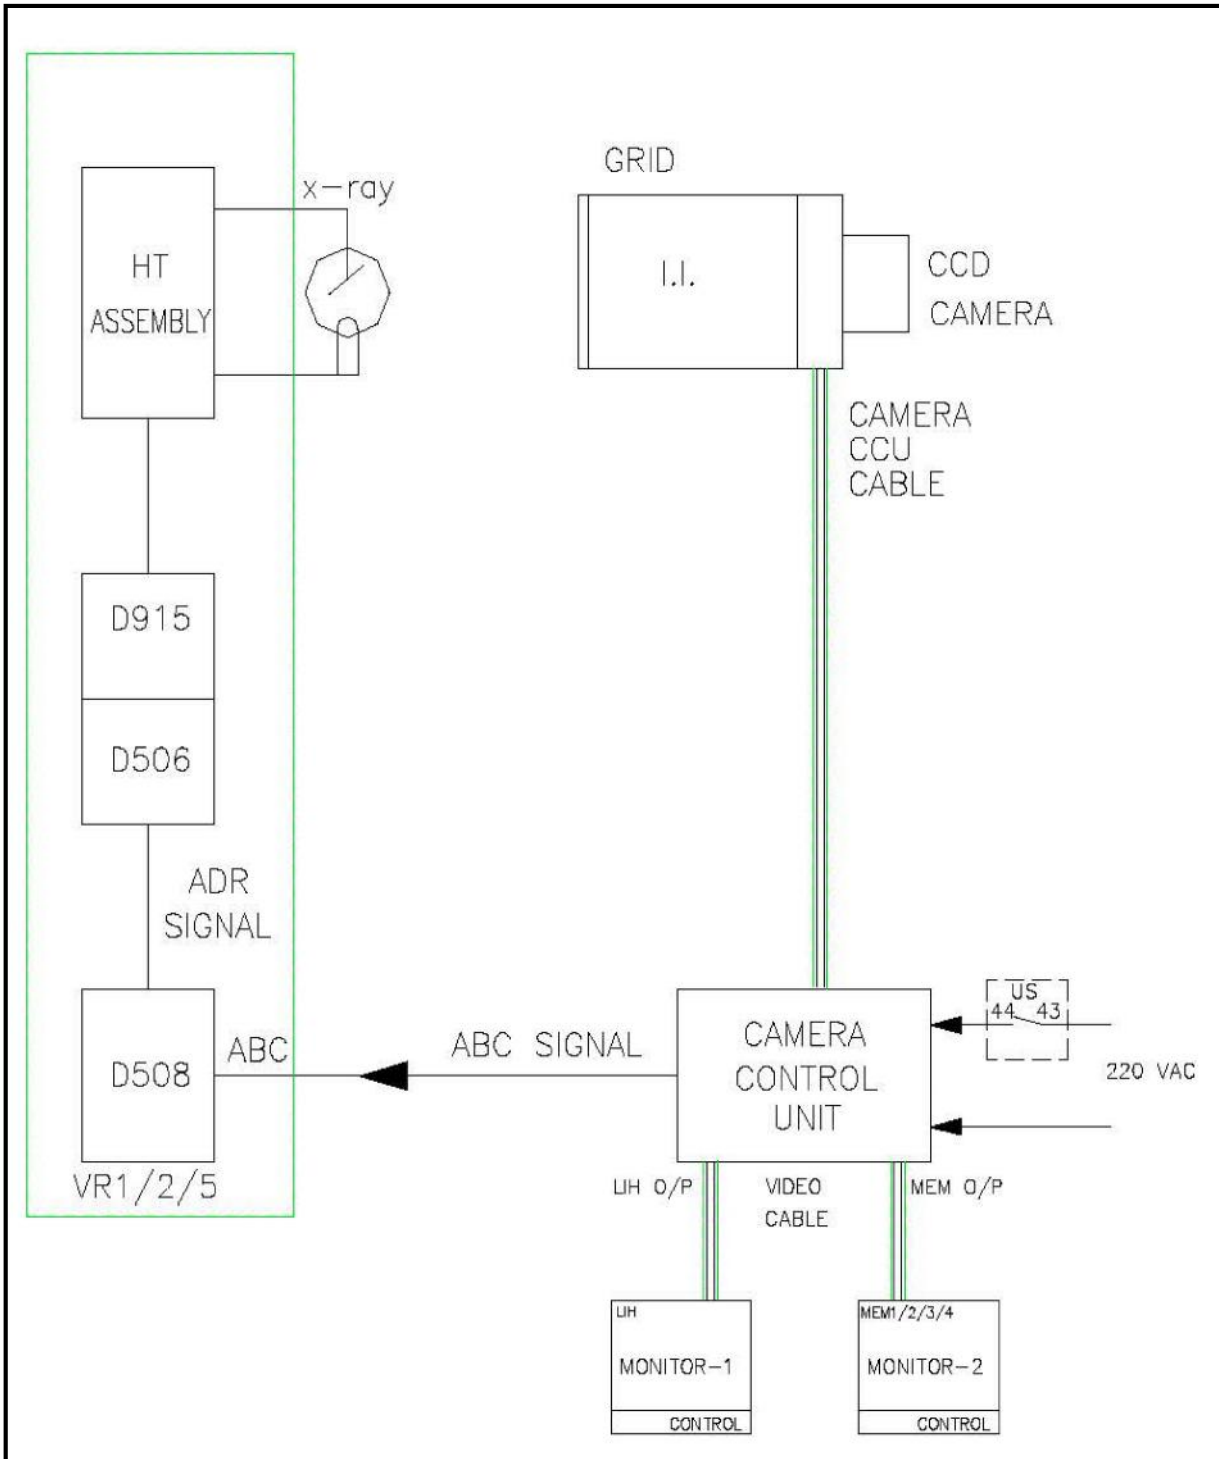 GRID
x-ray
HT
ASSEMBLY
I.I.
CCD
CAMERA
CAMERA
CCU
CABLE
D915
D506
ADR
SIGNAL
US
44 43
220 VAC
ABC
ABC SIGNAL
D508
CAMERA
CONTROL
UNIT
VR1/2/5
LIH O/P
VIDEO
CABLE
MEM O/P
LIH
MONITOR-1
CONTROL
MEM1/2/3/4
MONITOR-2
CONTROL